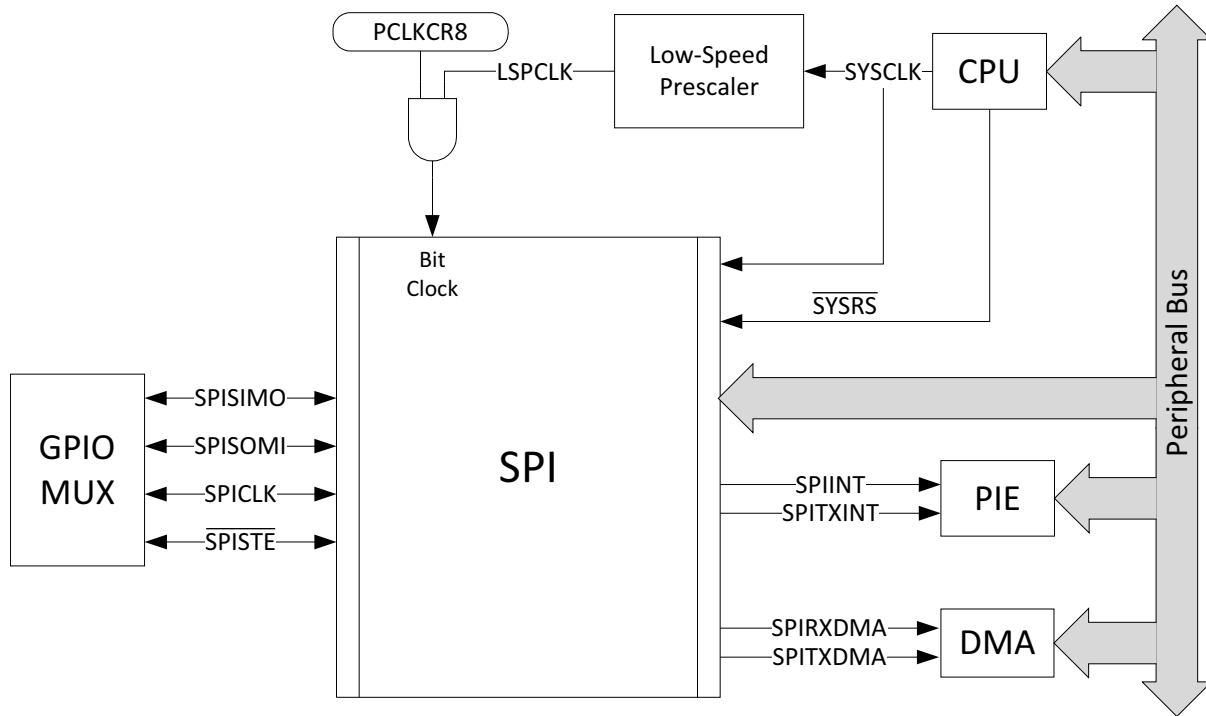 PCLKCR8
LSPCLK
Low-Speed
Prescaler
SYSCLK
CPU
Bit
Clock
SYSRS
Peripheral Bus
GPIO
MUX
SPISIMO
SPISOMI
SPICLK
SPISTE
SPI
SPIINT
SPITXINT
PIE
SPIRXDMA
SPITXDMA
DMA